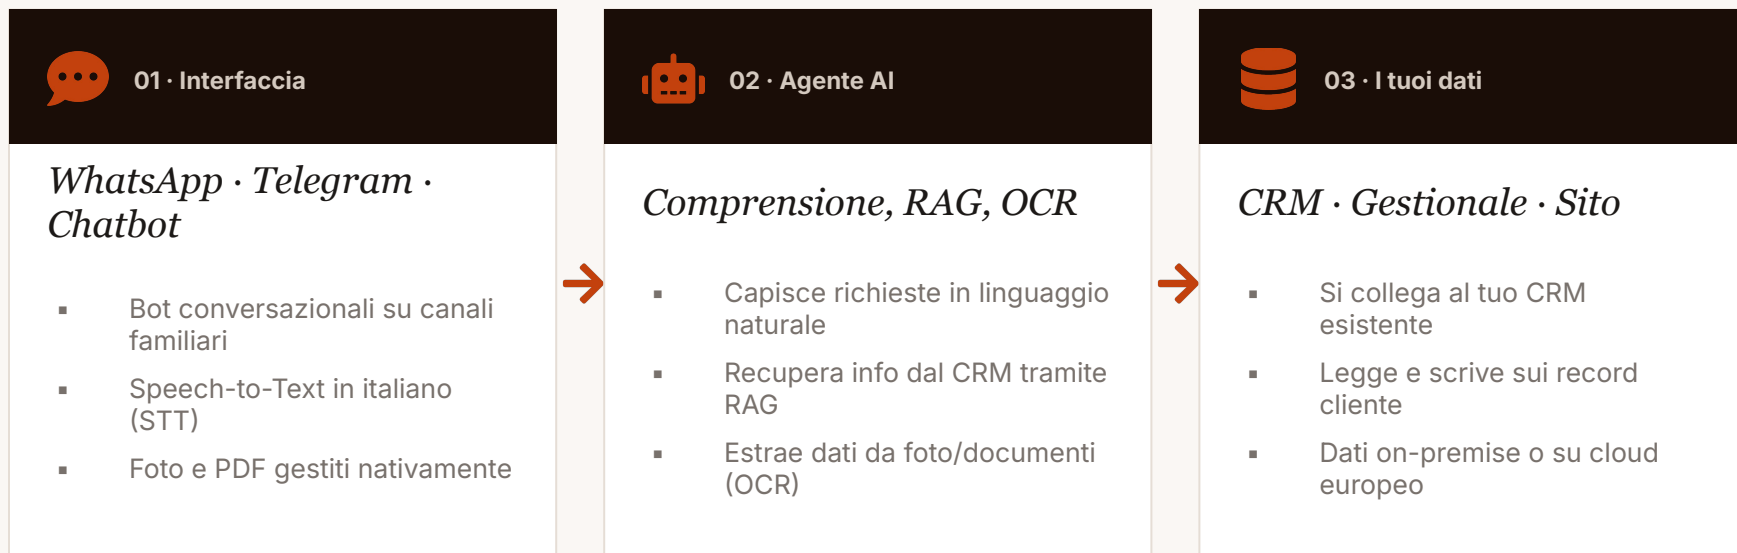 01 · Interfaccia
WhatsApp · Telegram ·
Chatbot
▪ Bot conversazionali su canali
familiari
▪ Speech-to-Text in italiano
(STT)
▪ Foto e PDF gestiti nativamente
02 · Agente AI
Comprensione, RAG, OCR
▪ Capisce richieste in linguaggio
naturale
▪ Recupera info dal CRM tramite
RAG
▪ Estrae dati da foto/documenti
(OCR)
03 · I tuoi dati
CRM · Gestionale · Sito
▪ Si collega al tuo CRM
esistente
▪ Legge e scrive sui record
cliente
▪ Dati on-premise o su cloud
europeo